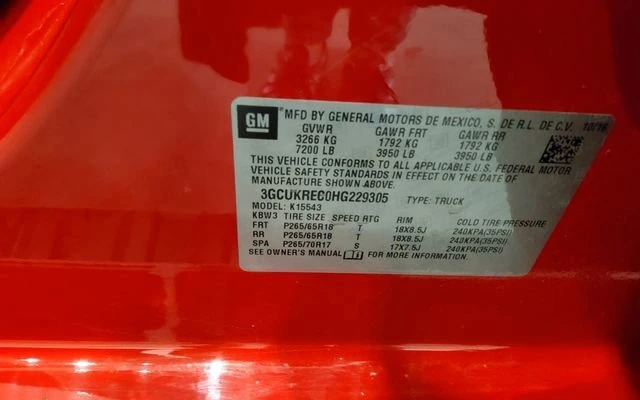 GM
MFD BY GENERAL MOTORS DE MEXICO, S. DE R.L. DE C.V. 10/16
GVWR GAWR FRT GAWR RR
3266 KG 1792 KG 1792 KG
7200 LB 3950 LB 3950 LB
THIS VEHICLE CONFORMS TO ALL APPLICABLE U.S. FEDERAL MOTOR
VEHICLE SAFETY STANDARDS IN EFFECT ON THE DATE OF
MANUFACTURE SHOWN ABOVE.
3GCUKREC0HG229305 TYPE: TRUCK
MODEL: K15543
KBW3 TIRE SIZE SPEED RTG RIM COLD TIRE PRESSURE
FRT P265/65R18 T 18X8.5J 240KPA(35PSI)
RR P265/65R18 T 18X8.5J 240KPA(35PSI)
SPA P265/70R17 S 17X7.5J 240KPA(35PSI)
SEE OWNER'S MANUAL FOR MORE INFORMATION.